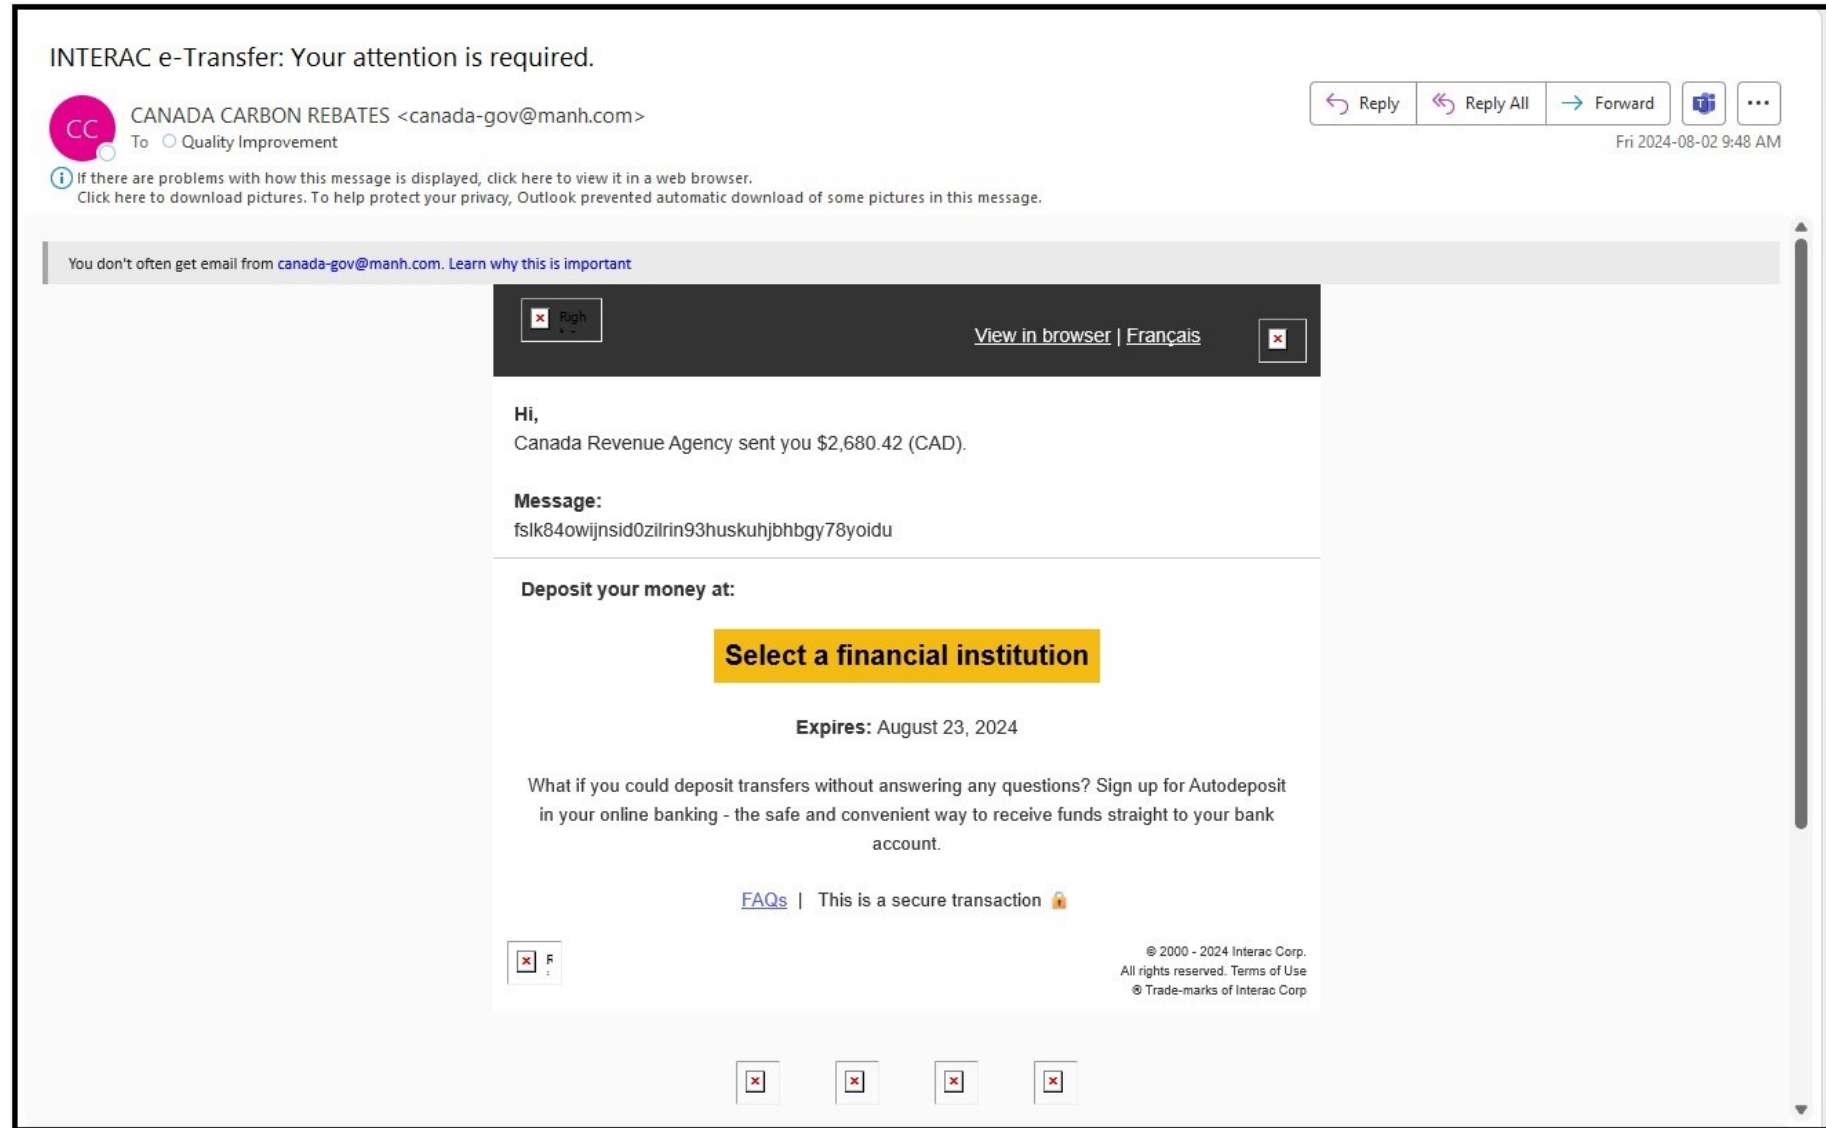 INTERAC e-Transfer: Your attention is required.
CC
CANADA CARBON REBATES <canada-gov@manh.com>
To Quality Improvement
Reply Reply All Forward ...
Fri 2024-08-02 9:48 AM
If there are problems with how this message is displayed, click here to view it in a web browser.
Click here to download pictures. To help protect your privacy, Outlook prevented automatic download of some pictures in this message.
You don't often get email from canada-gov@manh.com. Learn why this is important
Righ
View in browser | Français
Hi,
Canada Revenue Agency sent you $2,680.42 (CAD).
Message:
fslk84owijnsid0zilrin93huskuhjbhbgy78yoidu
Deposit your money at:
Select a financial institution
Expires: August 23, 2024
What if you could deposit transfers without answering any questions? Sign up for Autodeposit
in your online banking - the safe and convenient way to receive funds straight to your bank
account.
FAQs | This is a secure transaction
© 2000 - 2024 Interac Corp.
All rights reserved. Terms of Use
® Trade-marks of Interac Corp